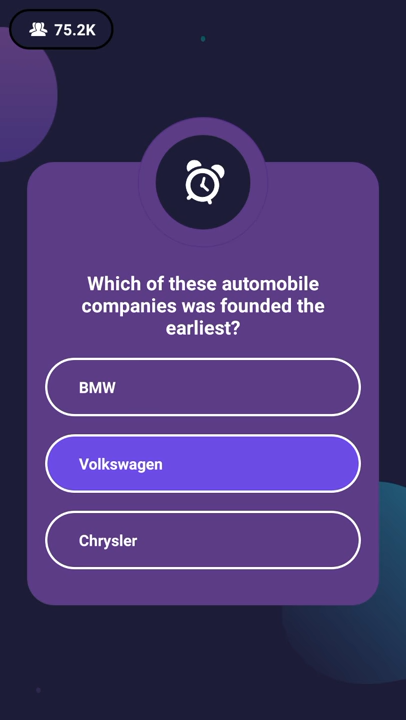 75.2K
Which of these automobile
companies was founded the
earliest?
BMW
Volkswagen
Chrysler